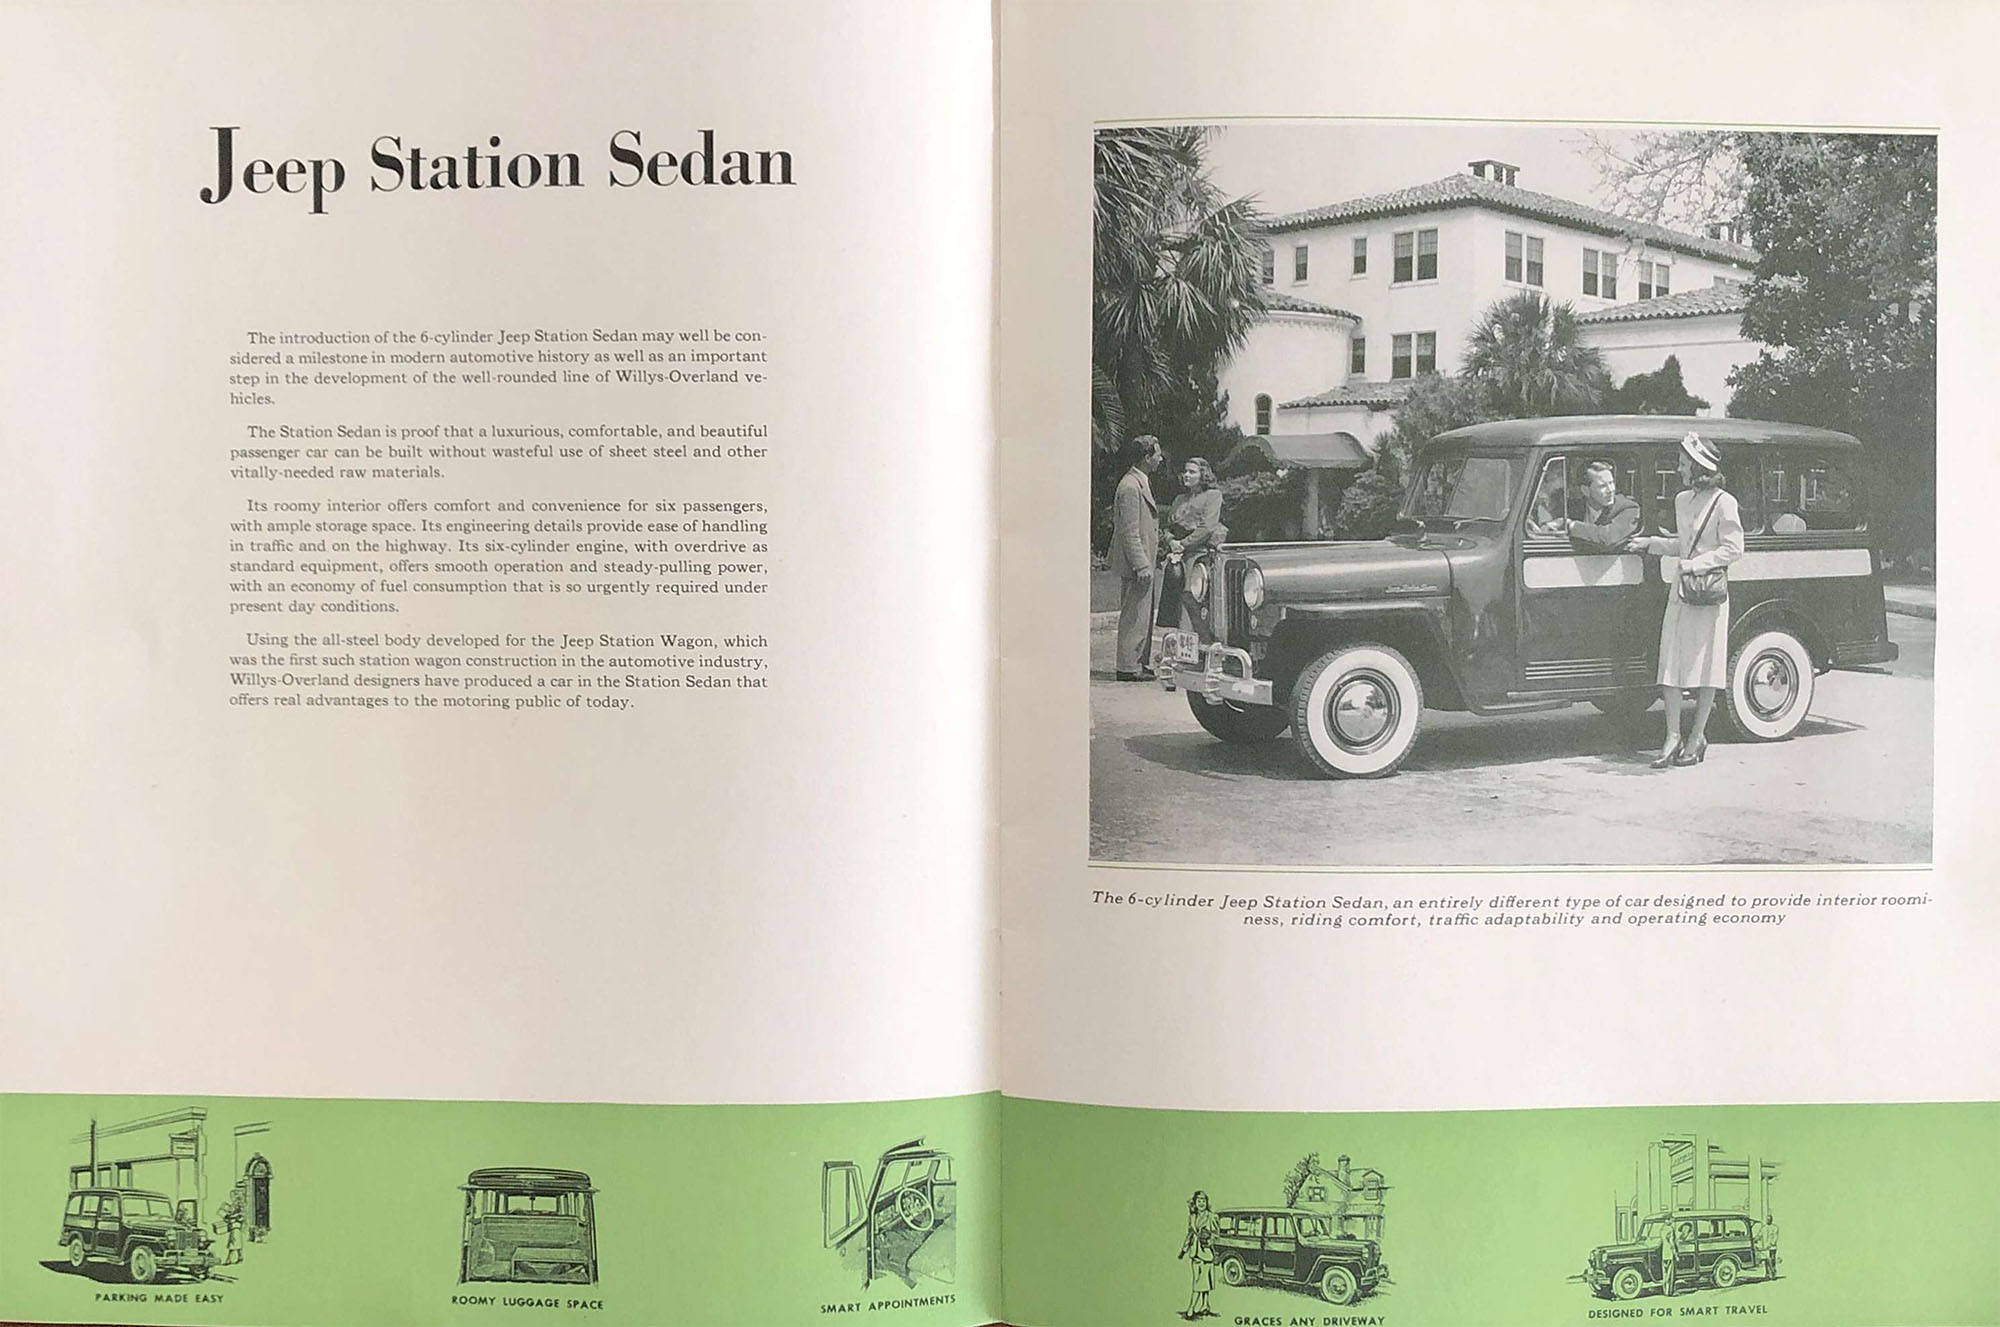 Jeep Station Sedan
The introduction of the 6-cylinder Jeep Station Sedan may well be con-
sidered a milestone in modern automotive history as well as an important
step in the development of the well-rounded line of Willys-Overland ve-
hicles.
The Station Sedan is proof that a luxurious, comfortable, and beautiful
passenger car can be built without wasteful use of sheet steel and other
vitally-needed raw materials.
Its roomy interior offers comfort and convenience for six passengers,
with ample storage space. Its engineering details provide ease of handling
in traffic and on the highway. Its six-cylinder engine, with overdrive as
standard equipment, offers smooth operation and steady-pulling power,
with an economy of fuel consumption that is so urgently required under
present day conditions.
Using the all-steel body developed for the Jeep Station Wagon, which
was the first such station wagon construction in the automotive industry,
Willys-Overland designers have produced a car in the Station Sedan that
offers real advantages to the motoring public of today.
PARKING MADE EASY
ROOMY LUGGAGE SPACE
SMART APPOINTMENTS
The 6-cylinder Jeep Station Sedan, an entirely different type of car designed to provide interior roomi-
ness, riding comfort, traffic adaptability and operating economy
GRACES ANY DRIVEWAY
DESIGNED FOR SMART TRAVEL